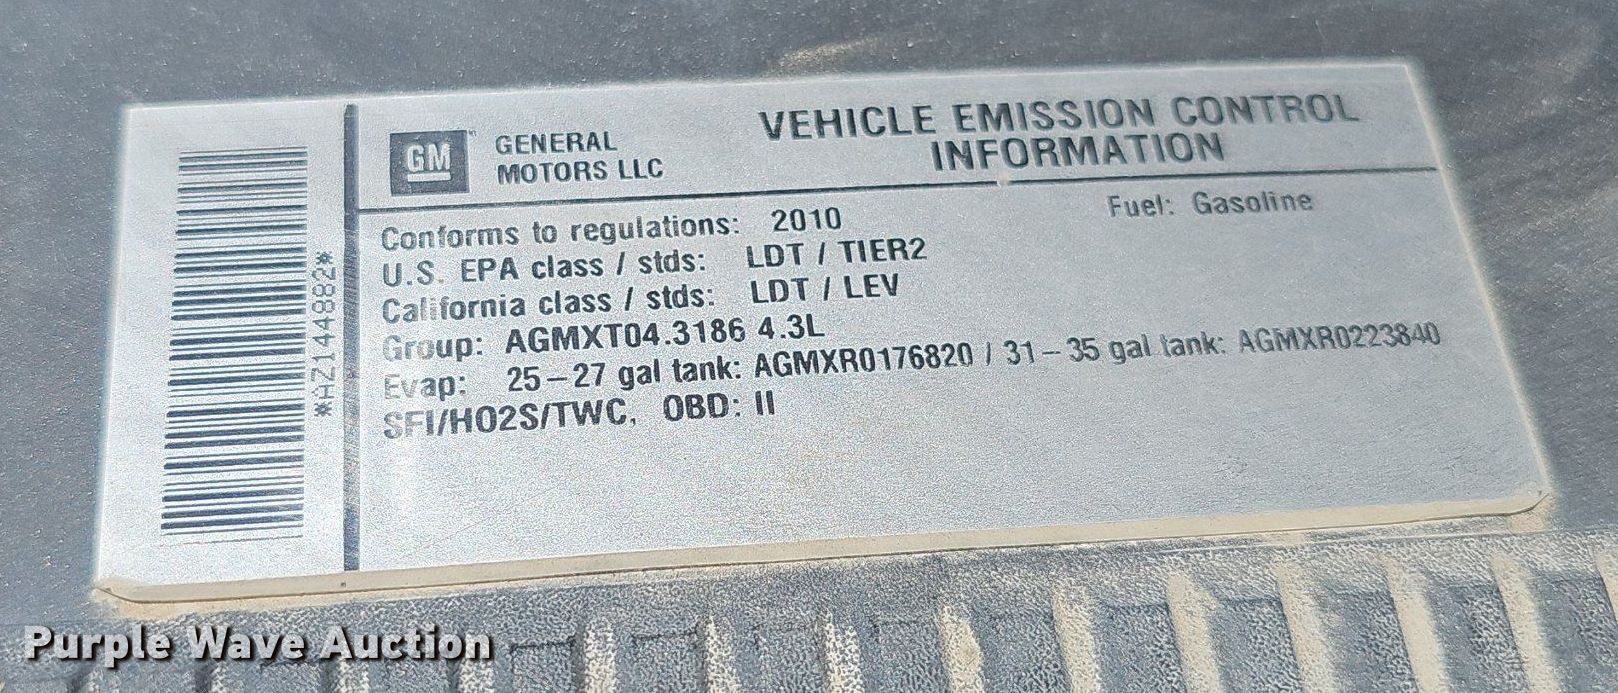 GM GENERAL
MOTORS LLC
VEHICLE EMISSION CONTROL
INFORMATION
Conforms to regulations: 2010
Fuel: Gasoline
U.S. EPA class / stds: LDT / TIER2
California class / stds: LDT / LEV
Group: AGMXT04.3186 4.3L
Evap: 25-27 gal tank: AGMXR0176820 / 31-35 gal tank: AGMXR0223840
SFI/HO2S/TWC, OBD: II
*AZ144882*
Purple Wave Auction